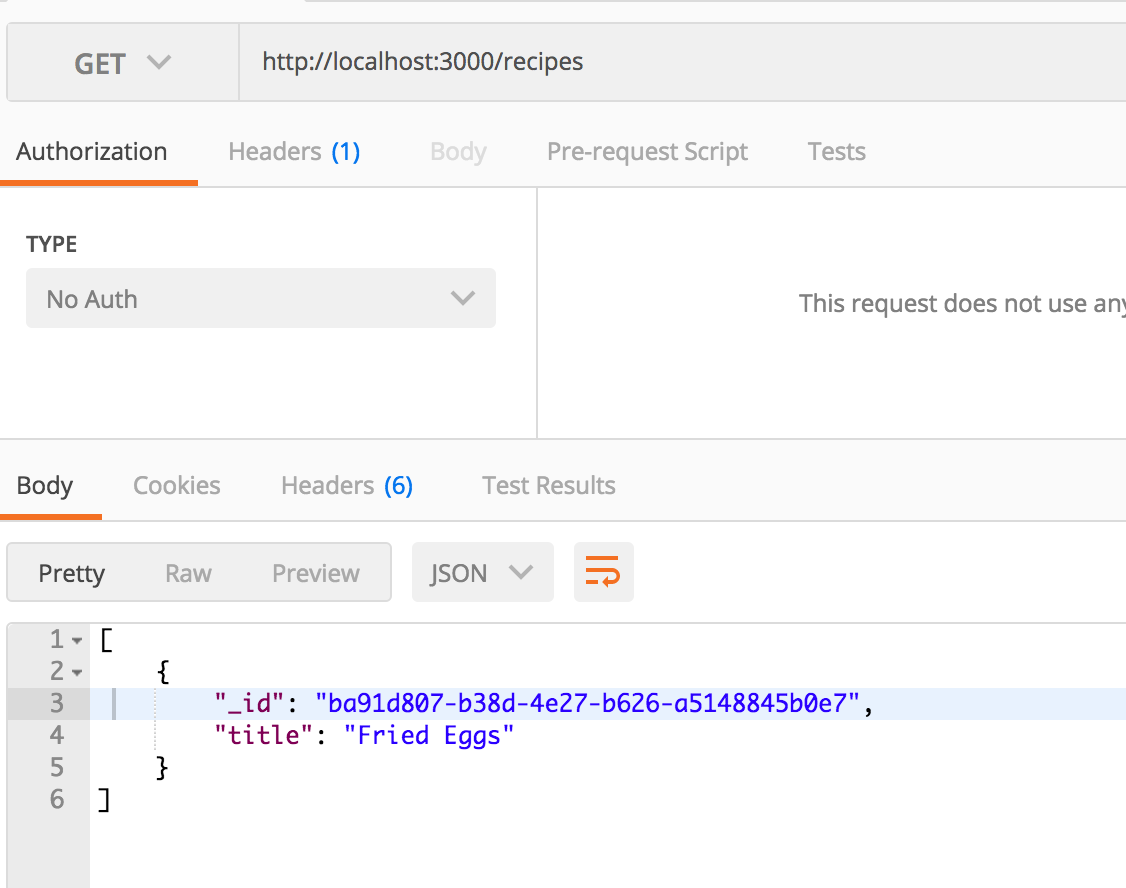 GET http://localhost:3000/recipes
Authorization Headers (1) Body Pre-request Script Tests
TYPE
No Auth
This request does not use any
Body Cookies Headers (6) Test Results
Pretty Raw Preview JSON
1 [
2 {
3 "_id": "ba91d807-b38d-4e27-b626-a5148845b0e7",
4 "title": "Fried Eggs"
5 }
6 ]